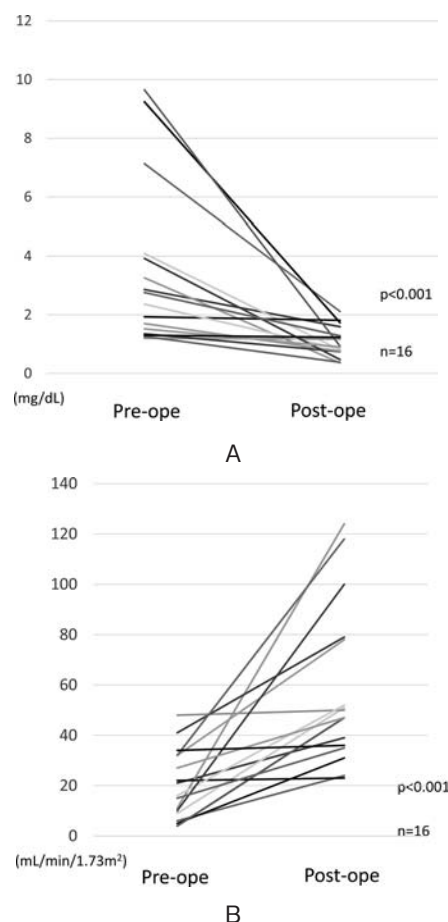 12
10
8
6
4
2
0
p<0.001
n=16
(mg/dL)
Pre-ope Post-ope
A
140
120
100
80
60
40
20
0
p<0.001
n=16
(mL/min/1.73m²)
Pre-ope Post-ope
B